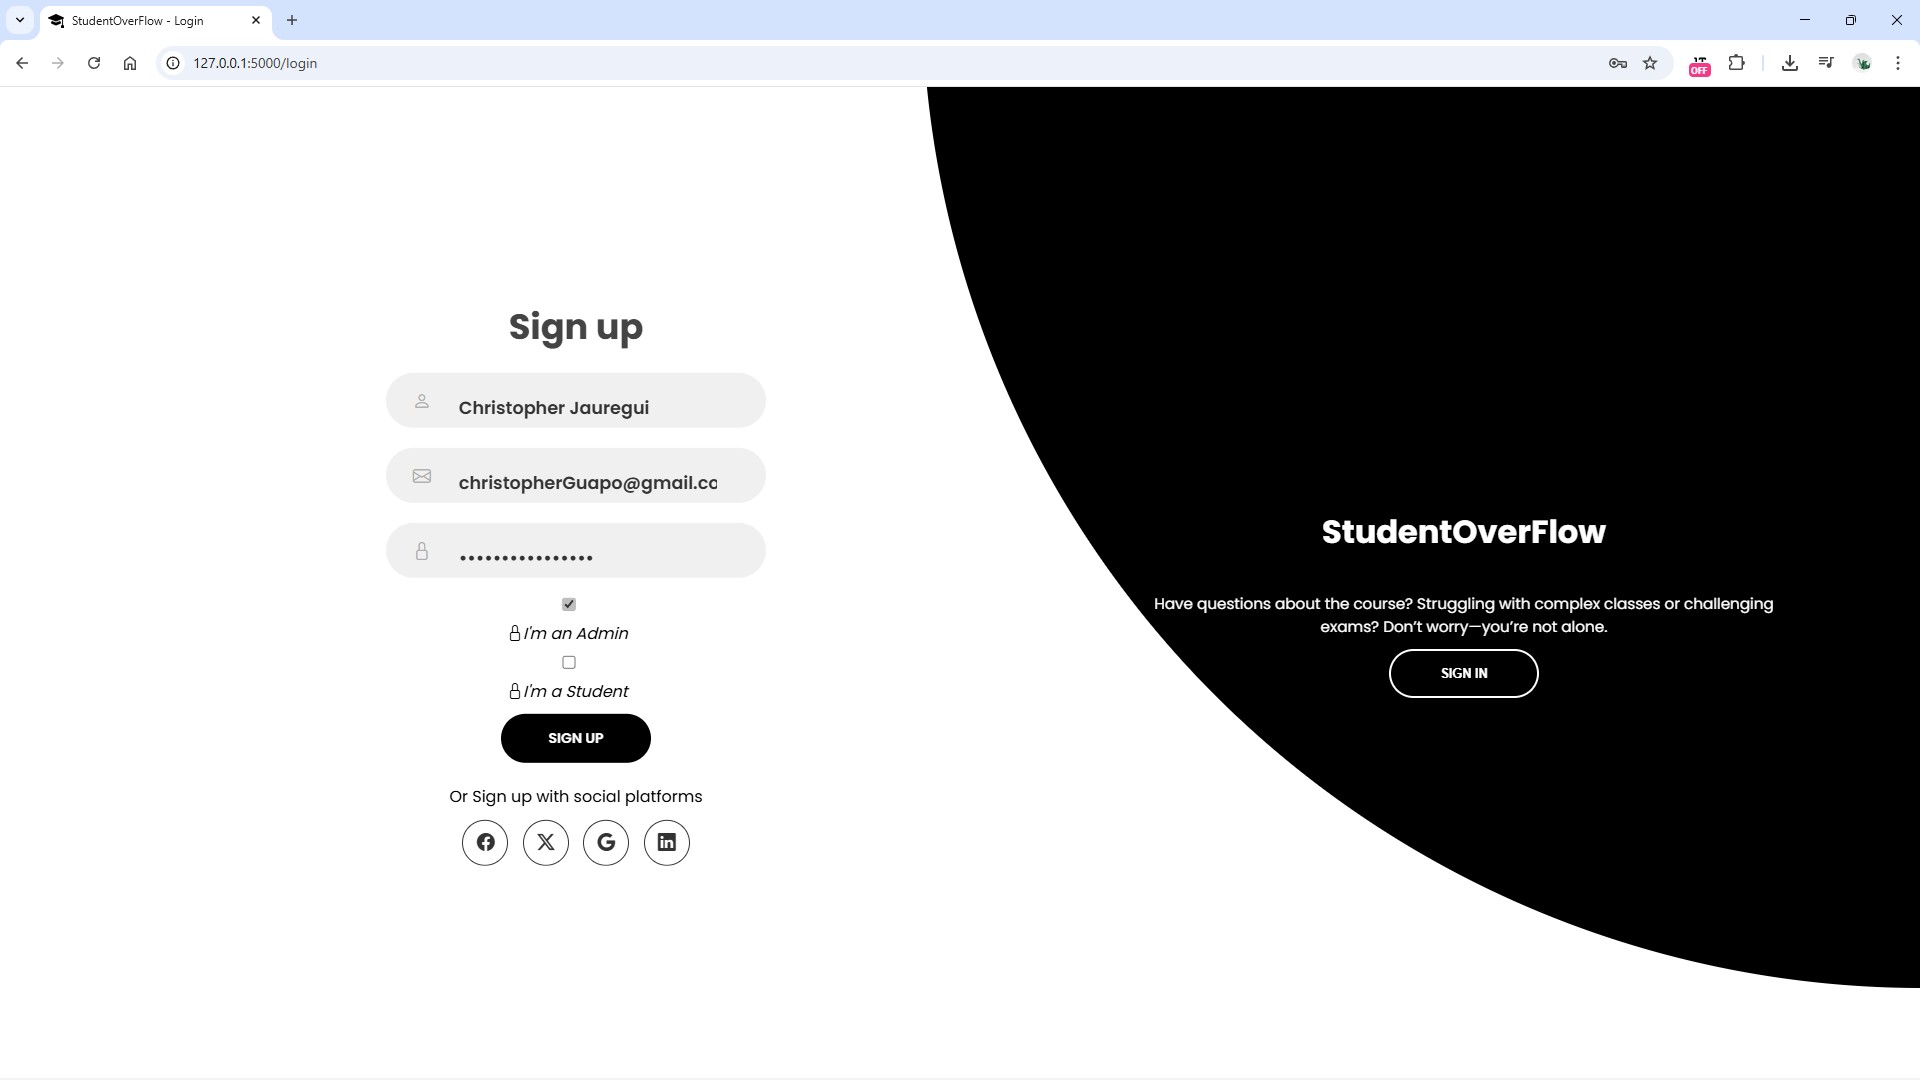 StudentOverFlow - Login
127.0.0.1:5000/login
OFF
Sign up
Christopher Jauregui
christopherGuapo@gmail.co
••••••••••••••••
I'm an Admin
I'm a Student
SIGN UP
Or Sign up with social platforms
StudentOverFlow
Have questions about the course? Struggling with complex classes or challenging
exams? Don’t worry—you’re not alone.
SIGN IN